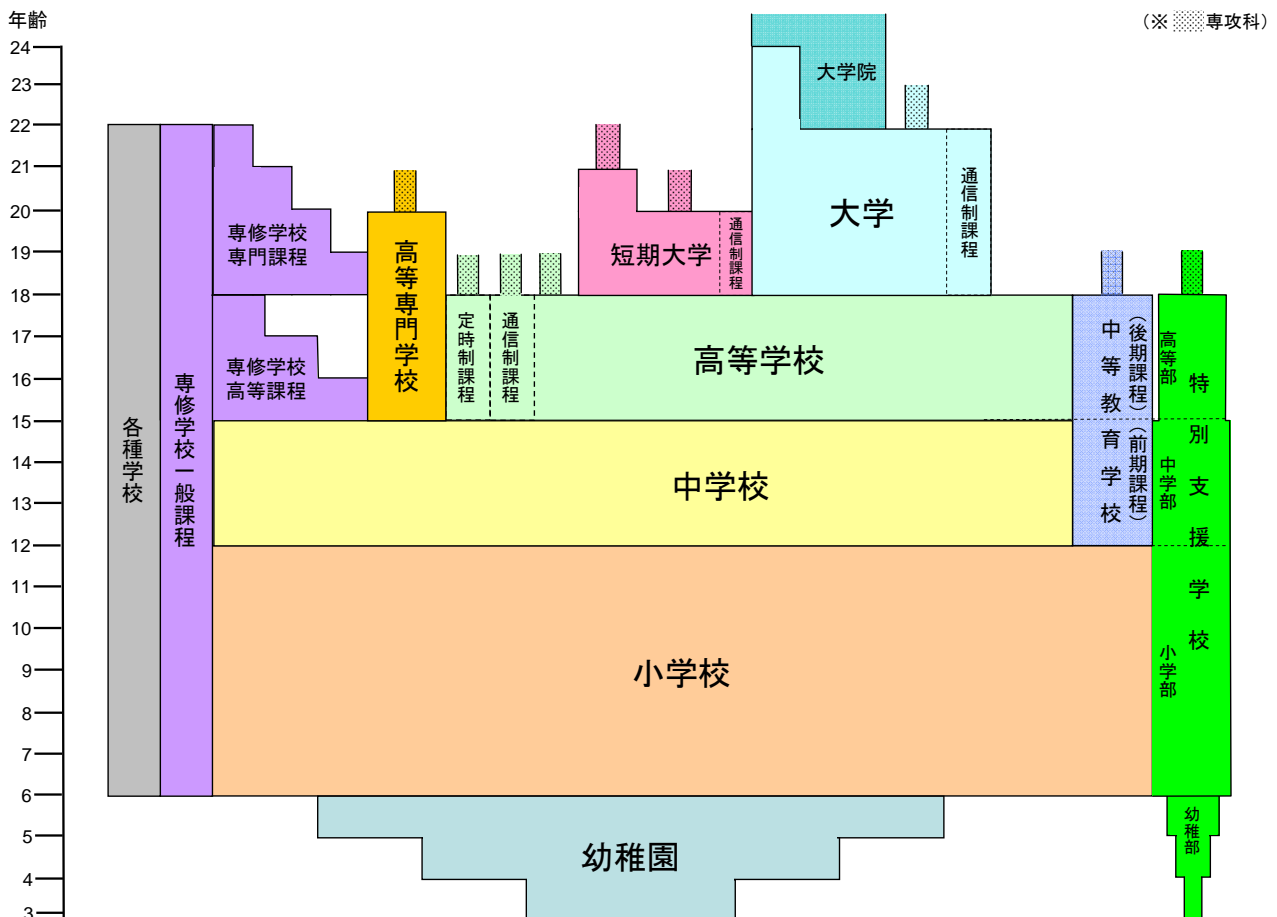 年齢
(※ 専攻科)
24
23
22
21
20
19
18
17
16
15
14
13
12
11
10
9
8
7
6
5
4
3
各種学校
専修学校一般課程
専修学校
専門課程
専修学校
高等課程
高等専門学校
定時制課程
通信制課程
短期大学
通信制課程
大学院
大学
通信制課程
高等学校
中等教育学校
(後期課程)
(前期課程)
中学校
小学校
幼稚園
特別支援学校
高等部
中学部
小学部
幼稚部